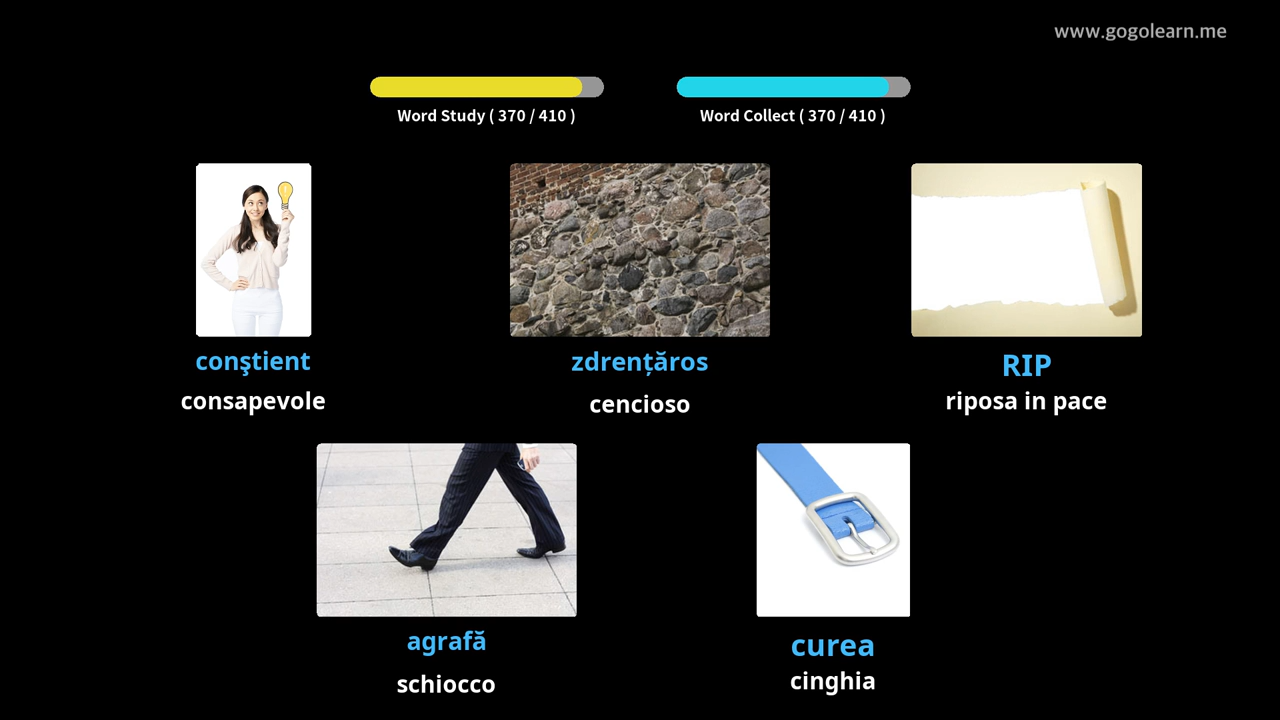 www.gogolearn.me
Word Study ( 370 / 410 )
Word Collect ( 370 / 410 )
conştient
consapevole
zdrențăros
cencioso
RIP
riposa in pace
agrafă
schiocco
curea
cinghia